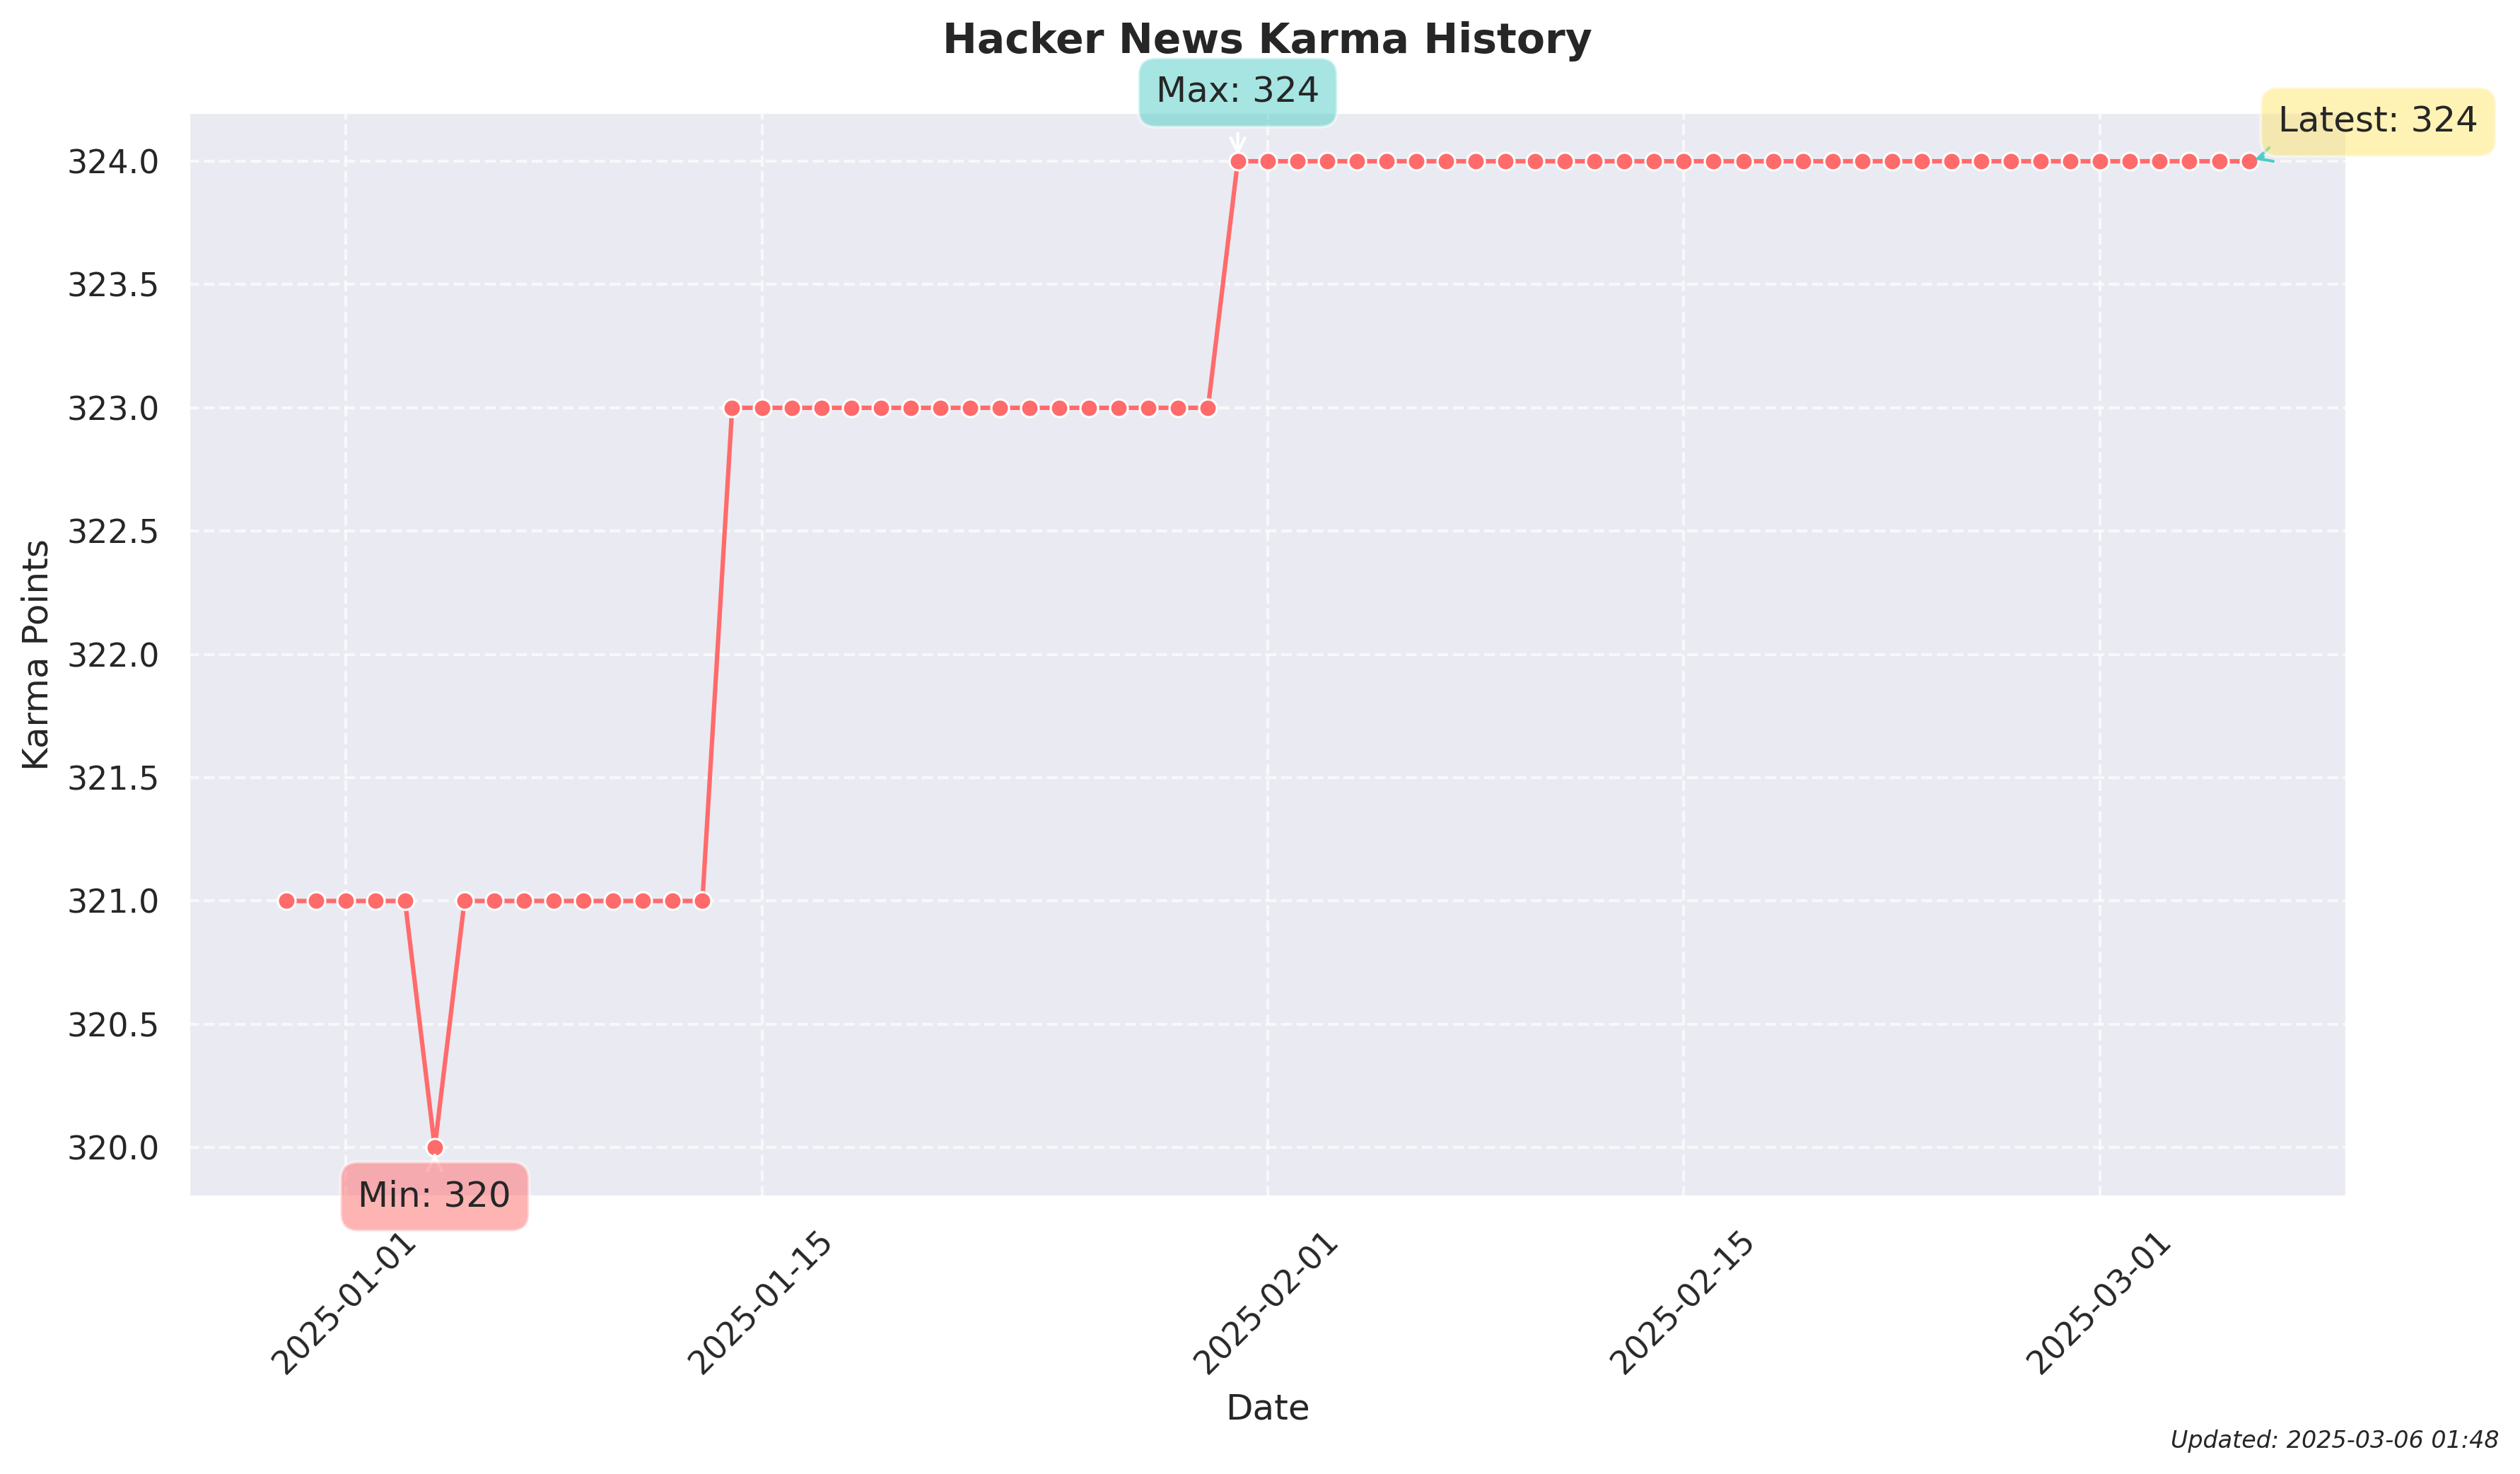 Hacker News Karma History
Max: 324
Latest: 324
324.0
323.5
323.0
322.5
322.0
321.5
321.0
320.5
320.0
Karma Points
Min: 320
2025-01-01
2025-01-15
2025-02-01
2025-02-15
2025-03-01
Date
Updated: 2025-03-06 01:48